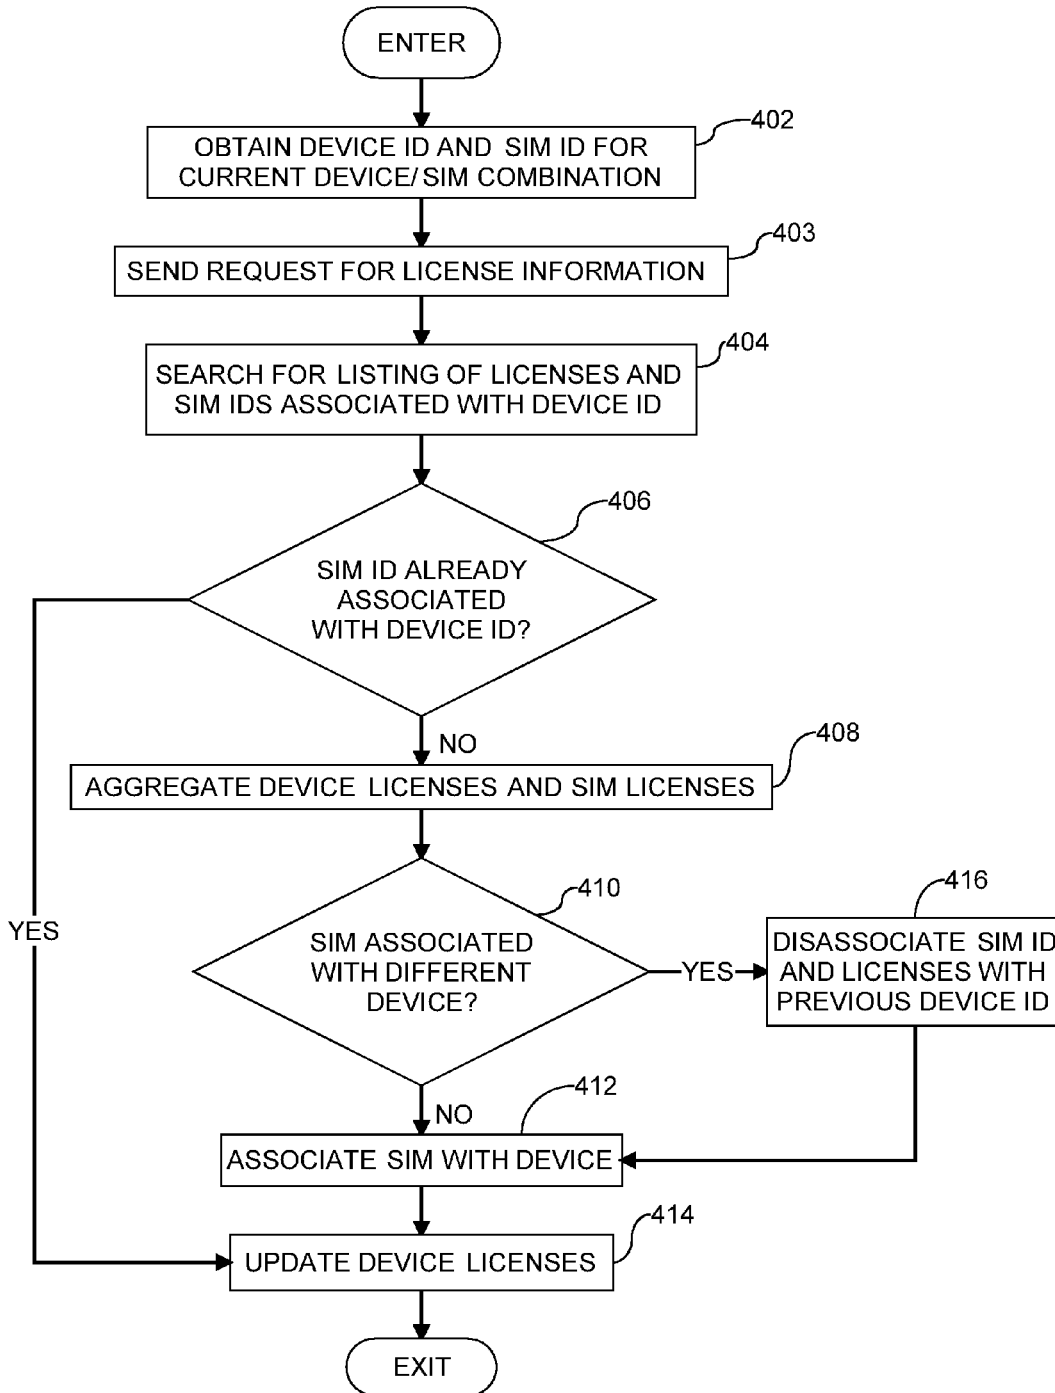 ENTER
402
OBTAIN DEVICE ID AND SIM ID FOR
CURRENT DEVICE/ SIM COMBINATION
403
SEND REQUEST FOR LICENSE INFORMATION
404
SEARCH FOR LISTING OF LICENSES AND
SIM IDS ASSOCIATED WITH DEVICE ID
406
SIM ID ALREADY
ASSOCIATED
WITH DEVICE ID?
NO
408
AGGREGATE DEVICE LICENSES AND SIM LICENSES
410
416
YES
SIM ASSOCIATED
WITH DIFFERENT
DEVICE?
YES
DISASSOCIATE SIM ID
AND LICENSES WITH
PREVIOUS DEVICE ID
412
NO
ASSOCIATE SIM WITH DEVICE
414
UPDATE DEVICE LICENSES
EXIT